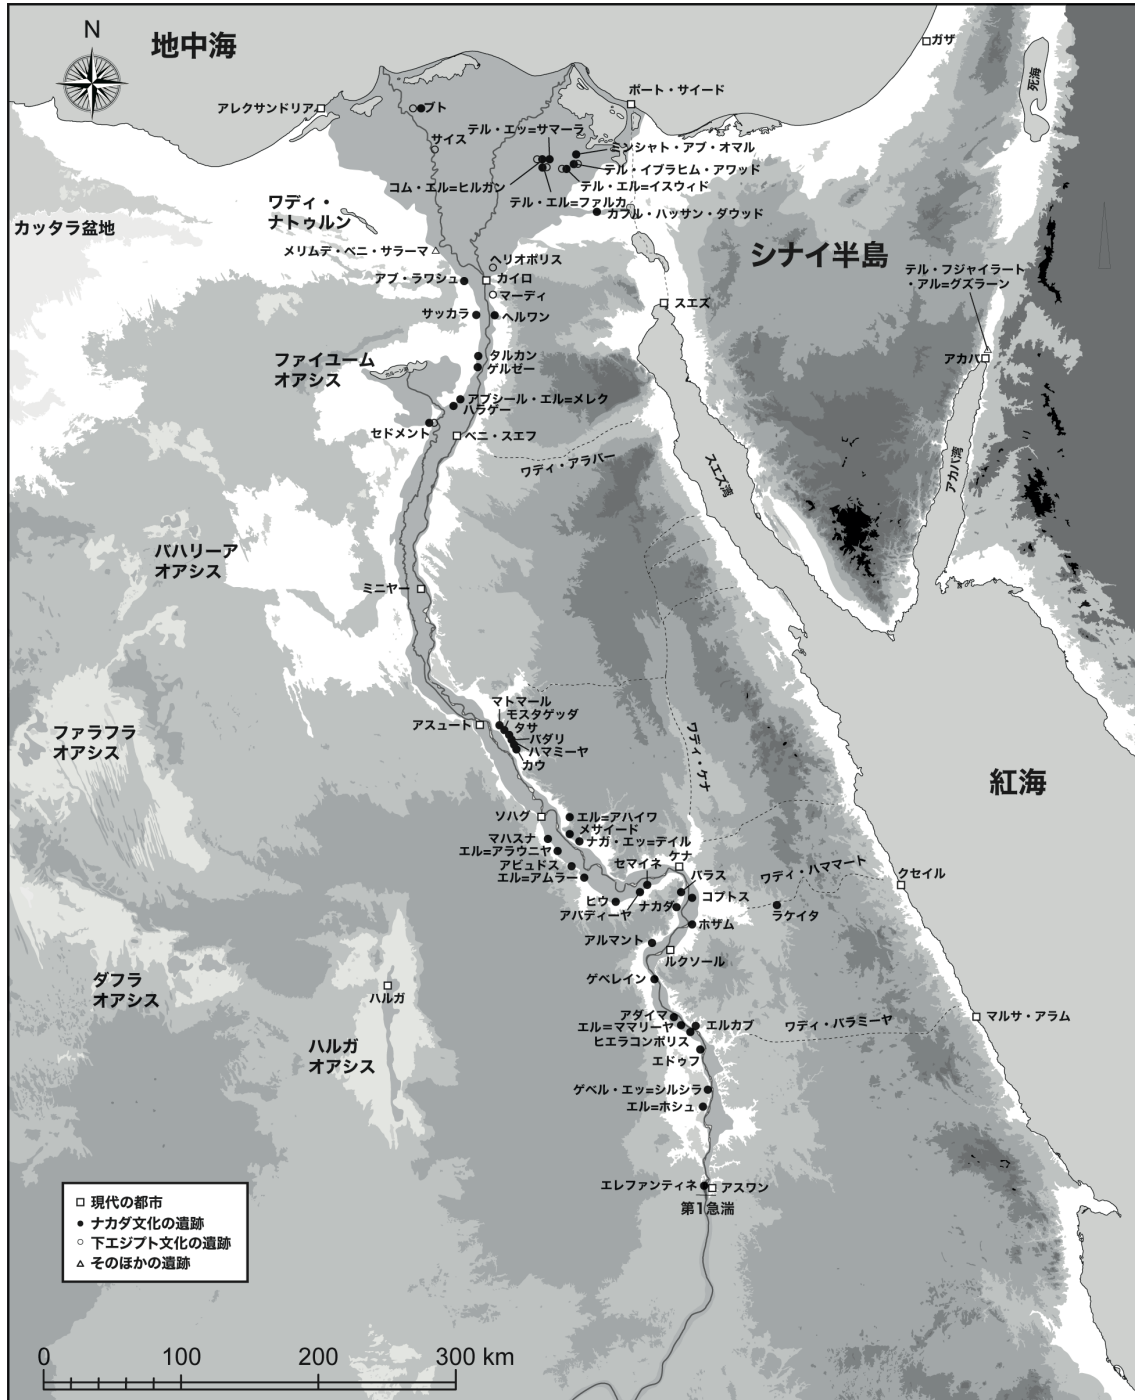 N
地中海
ガザ
死海
アレクサンドリア
ブト
ポート・サイード
サイス
テル・エッ=サマーラ
ミンシャト・アブ・オマル
テル・イブラヒム・アワッド
コム・エル=ヒルガン
テル・エル=イスウィド
テル・エル=ファルカ
カフル・ハッサン・ダウッド
ワディ・
ナトゥルン
カッタラ盆地
メリムデ・ベニ・サラーマ
ヘリオポリス
シナイ半島
アブ・ラワシュ
カイロ
マーディ
テル・フジャイラート
・アル=グズラーン
サッカラ
ヘルワン
スエズ
アカバ
ファイユーム
オアシス
カルーン湖
タルカン
ゲルゼー
アブシール・エル=メレク
ハラゲー
セドメント
ベニ・スエフ
ワディ・アラバー
スエズ湾
アカバ湾
バハリーア
オアシス
ミニヤー
マトマール
モスタゲッダ
タサ
バダリ
ハマミーヤ
カウ
アスュート
ファラフラ
オアシス
ワディ・ケナ
紅海
ソハグ
エル=アハイワ
メサイード
マハスナ
ナガ・エッ=デイル
エル=アラウニヤ
アビュドス
エル=アムラー
セマイネ
ケナ
バラス
ワディ・ハママート
クセイル
ヒウ
アバディーヤ
ナカダ
コプトス
ラケイタ
ホザム
アルマント
ルクソール
ゲベレイン
ダフラ
オアシス
ハルガ
ハルガ
オアシス
アダイマ
エル=ママリーヤ
エルカブ
ヒエラコンポリス
エドゥフ
ワディ・バラミーヤ
マルサ・アラム
ゲベル・エッ=シルシラ
エル=ホシュ
エレファンティネ
アスワン
第1急湍
現代の都市
ナカダ文化の遺跡
下エジプト文化の遺跡
そのほかの遺跡
0 100 200 300 km